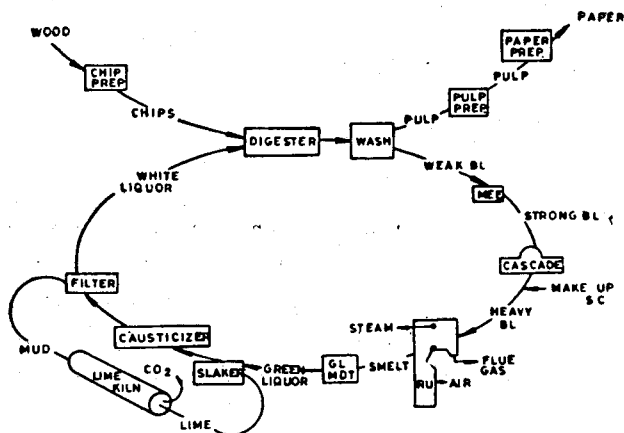 WOOD
CHIP
PREP
CHIPS
DIGESTER
WASH
PULP
PULP
PREP
PULP
PAPER
PREP
PAPER
WEAK BL
MEE
STRONG BL
CASCADE
MAKE UP
SC
HEAVY
BL
STEAM
FLUE
GAS
AIR
RU
SMELT
GL
MDT
GREEN
LIQUOR
SLAKER
CAUSTICIZER
FILTER
WHITE
LIQUOR
MUD
LIME
KILN
CO2
LIME